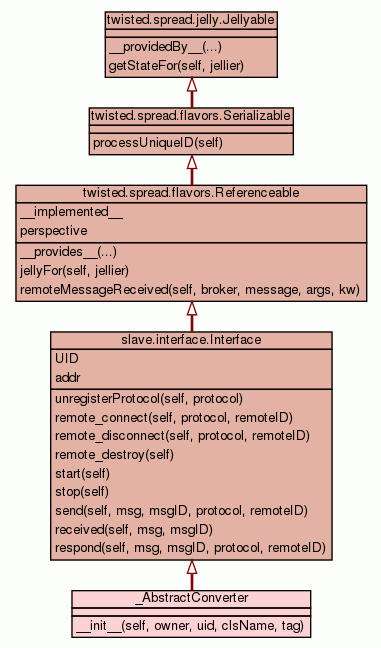 twisted.spread.jelly.Jellyable
__providedBy__(...)
getStateFor(self, jellier)
twisted.spread.flavors.Serializable
processUniqueID(self)
twisted.spread.flavors.Referenceable
__implemented__
perspective
__provides__(...)
jellyFor(self, jellier)
remoteMessageReceived(self, broker, message, args, kw)
slave.interface.Interface
UID
addr
unregisterProtocol(self, protocol)
remote_connect(self, protocol, remoteID)
remote_disconnect(self, protocol, remoteID)
remote_destroy(self)
start(self)
stop(self)
send(self, msg, msgID, protocol, remoteID)
received(self, msg, msgID)
respond(self, msg, msgID, protocol, remoteID)
_AbstractConverter
__init__(self, owner, uid, clsName, tag)